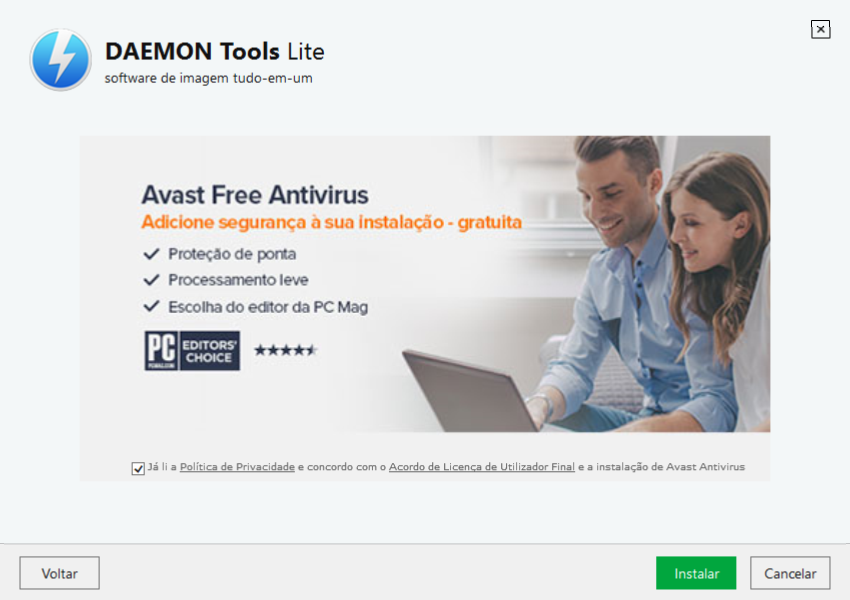 DAEMON Tools Lite
software de imagem tudo-em-um
Avast Free Antivirus
Adicione segurança à sua instalação - gratuita
Proteção de ponta
Processamento leve
Escolha do editor da PC Mag
PC EDITORS'
CHOICE
Já li a Política de Privacidade e concordo com o Acordo de Licença de Utilizador Final e a instalação de Avast Antivirus
Voltar
Instalar
Cancelar